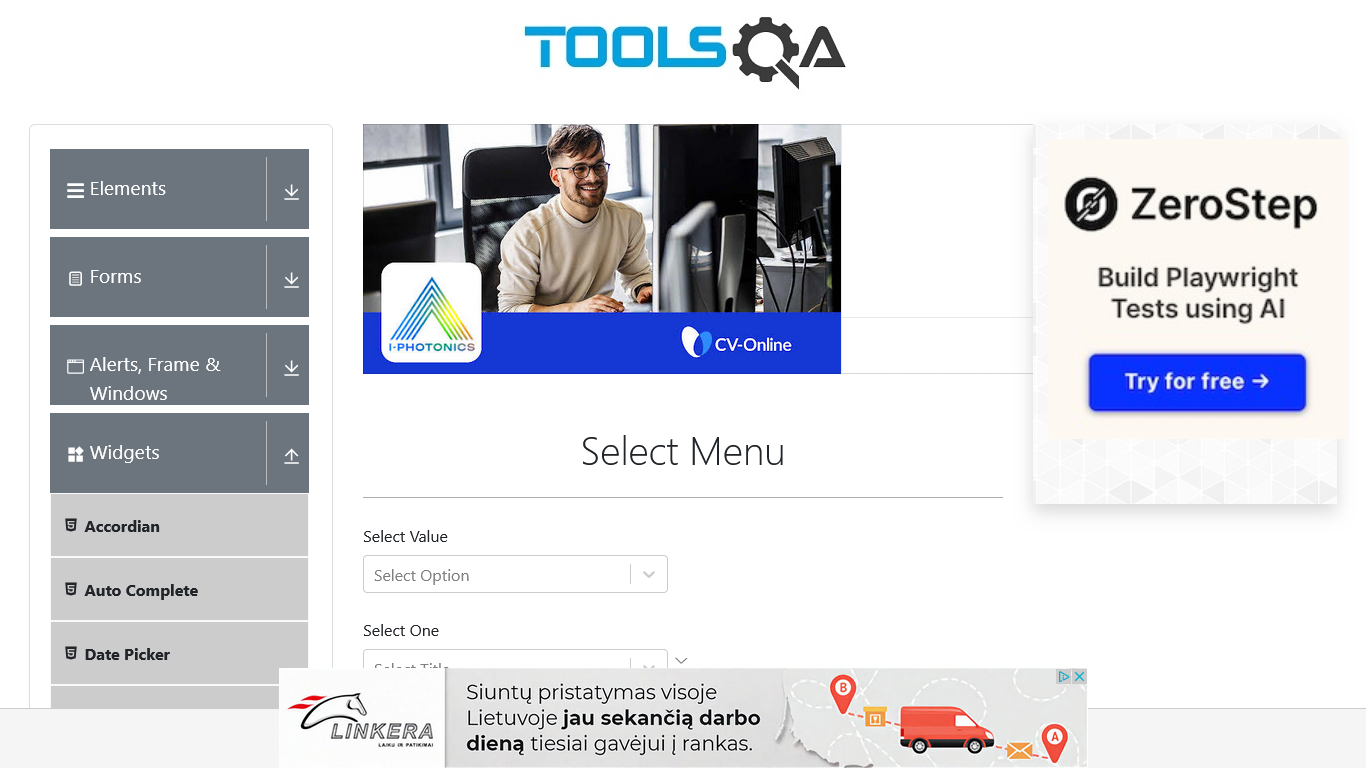 TOOLSQA
Elements
Forms
Alerts, Frame &
Windows
Widgets
Accordian
Auto Complete
Date Picker
I-PHOTONICS
CV-Online
ZeroStep
Build Playwright
Tests using AI
Try for free →
Select Menu
Select Value
Select Option
Select One
Select Title
LINKERA
LAIKU IR PATIKIMAI
Siuntų pristatymas visoje
Lietuvoje jau sekančią darbo
dieną tiesiai gavėjui į rankas.
B
A